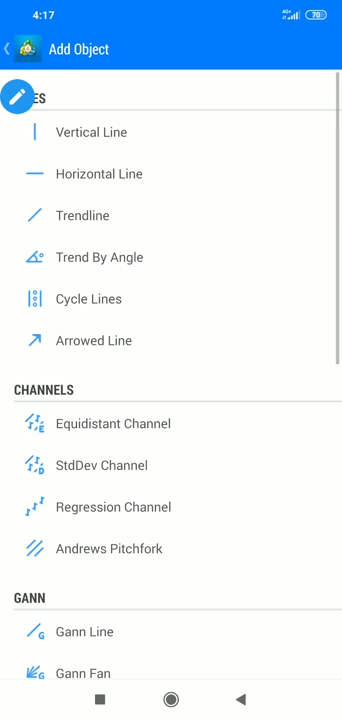 4:17
4G+
70
Add Object
ES
Vertical Line
Horizontal Line
Trendline
Trend By Angle
Cycle Lines
Arrowed Line
CHANNELS
E
Equidistant Channel
D
StdDev Channel
Regression Channel
Andrews Pitchfork
GANN
G
Gann Line
G
Gann Fan